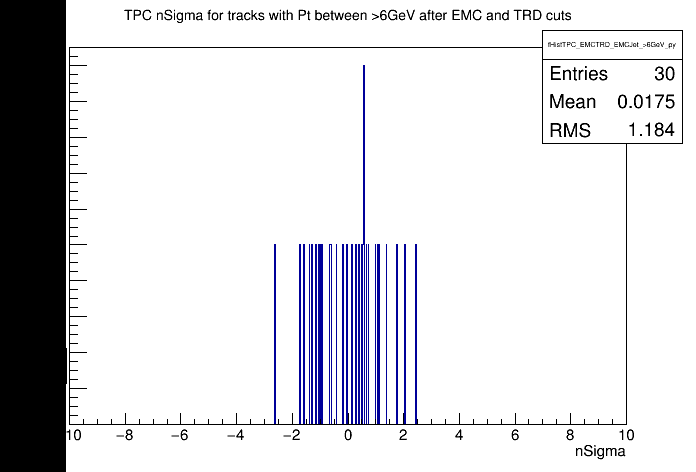 TPC nSigma for tracks with Pt between >6GeV after EMC and TRD cuts
fHistTPC_EMCTRD_EMCJet_>6GeV_py
Entries 30
Mean 0.0175
RMS 1.184
10 −8 −6 −4 −2 0 2 4 6 8 10
nSigma